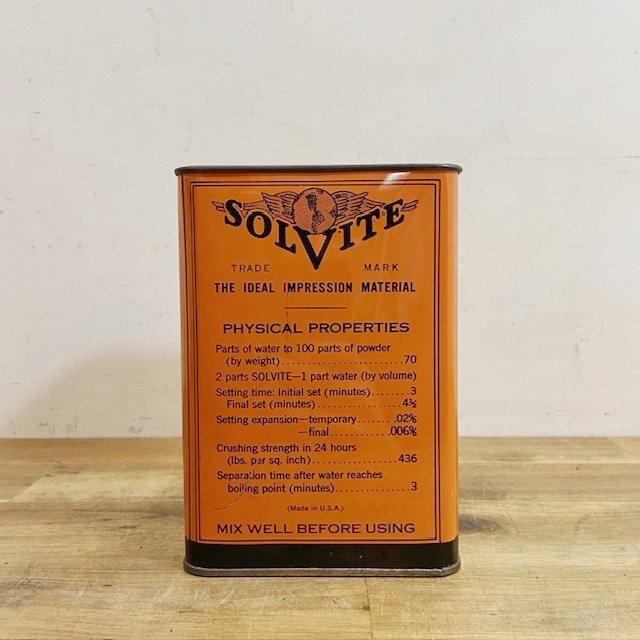 SOLVITE
TRADE MARK
THE IDEAL IMPRESSION MATERIAL
PHYSICAL PROPERTIES
Parts of water to 100 parts of powder
(by weight)........................70
2 parts SOLVITE—1 part water (by volume)
Setting time: Initial set (minutes).......3
Final set (minutes)................4½
Setting expansion—temporary.......02%
—final...........006%
Crushing strength in 24 hours
(lbs. per sq. inch)................436
Separation time after water reaches
boiling point (minutes)..............3
(Made in U.S.A.)
MIX WELL BEFORE USING